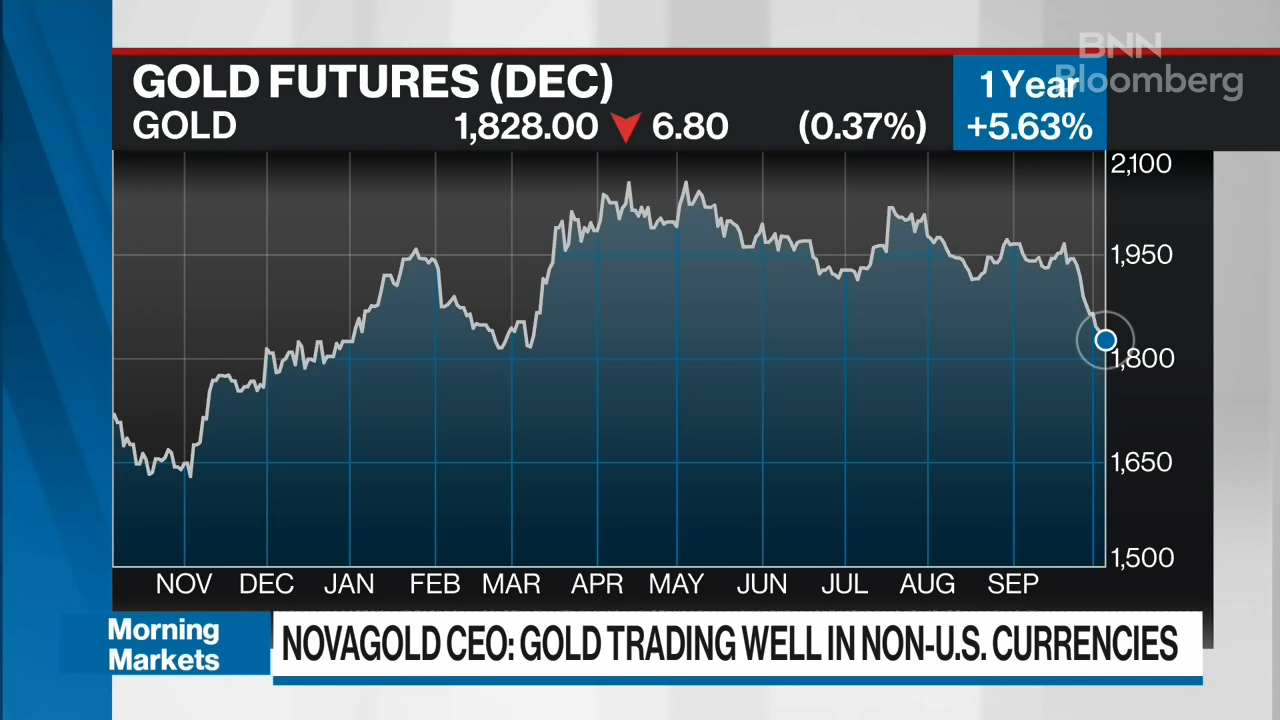 BNN
Bloomberg
GOLD FUTURES (DEC)
GOLD 1,828.00 6.80 (0.37%)
1 Year
+5.63%
2,100
1,950
1,800
1,650
1,500
NOV DEC JAN FEB MAR APR MAY JUN JUL AUG SEP
Morning
Markets
NOVAGOLD CEO: GOLD TRADING WELL IN NON-U.S. CURRENCIES